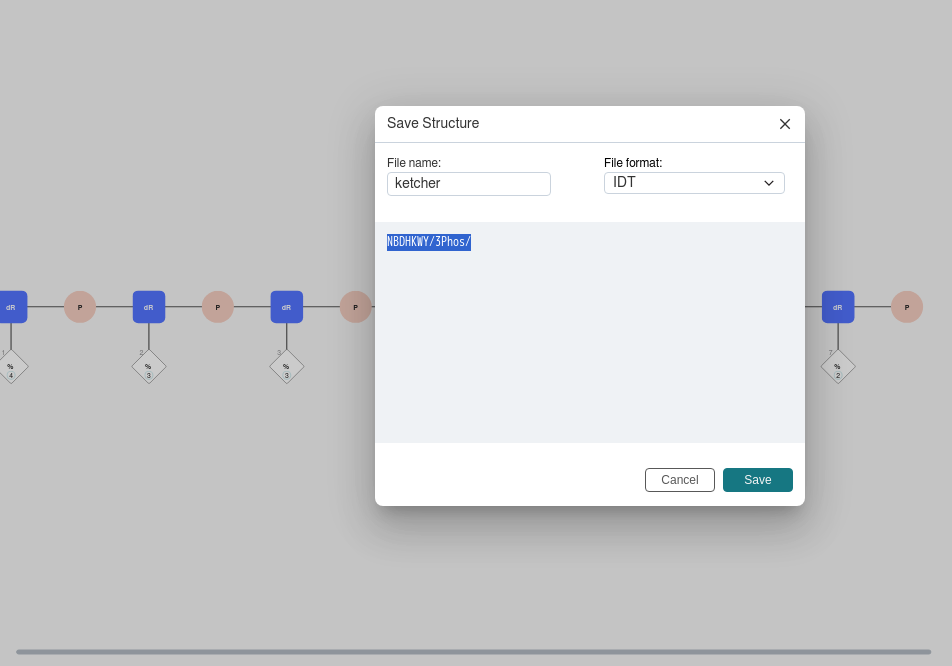 Save Structure
File name:
File format:
ketcher
IDT
NBDHKWY/3Phos/
dR
P
dR
P
dR
P
dR
P
1
2
3
7
%
4
%
3
%
3
%
2
Cancel
Save